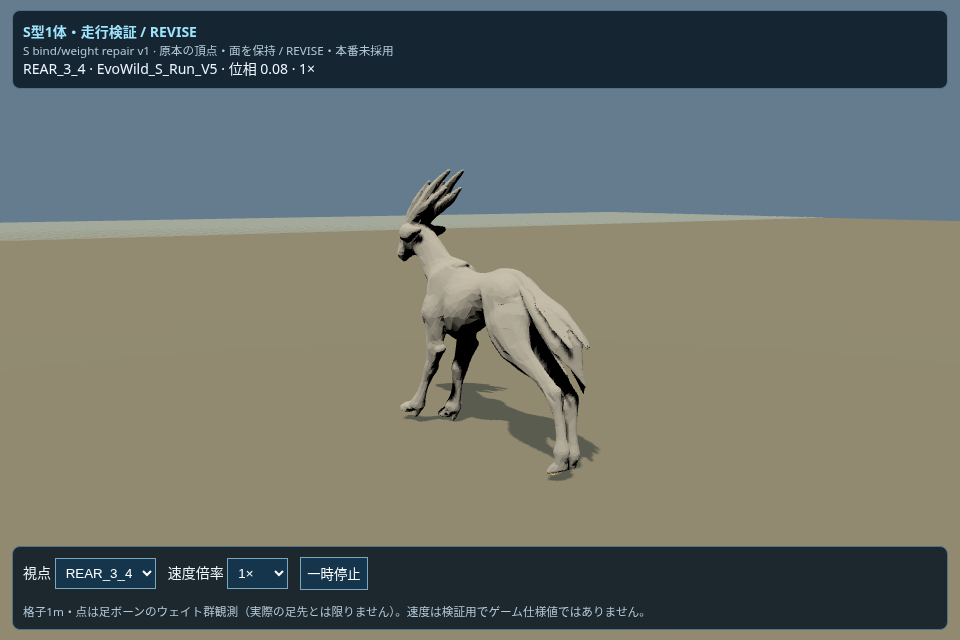 S型1体・走行検証 / REVISE
S bind/weight repair v1 · 原本の頂点・面を保持 / REVISE・本番未採用
REAR_3_4 · EvoWild_S_Run_V5 · 位相 0.08 · 1×
視点 REAR_3_4 速度倍率 1× 一時停止
格子1m・点は足ボーンのウェイト群観測（実際の足先とは限りません）。速度は検証用でゲーム仕様値ではありません。